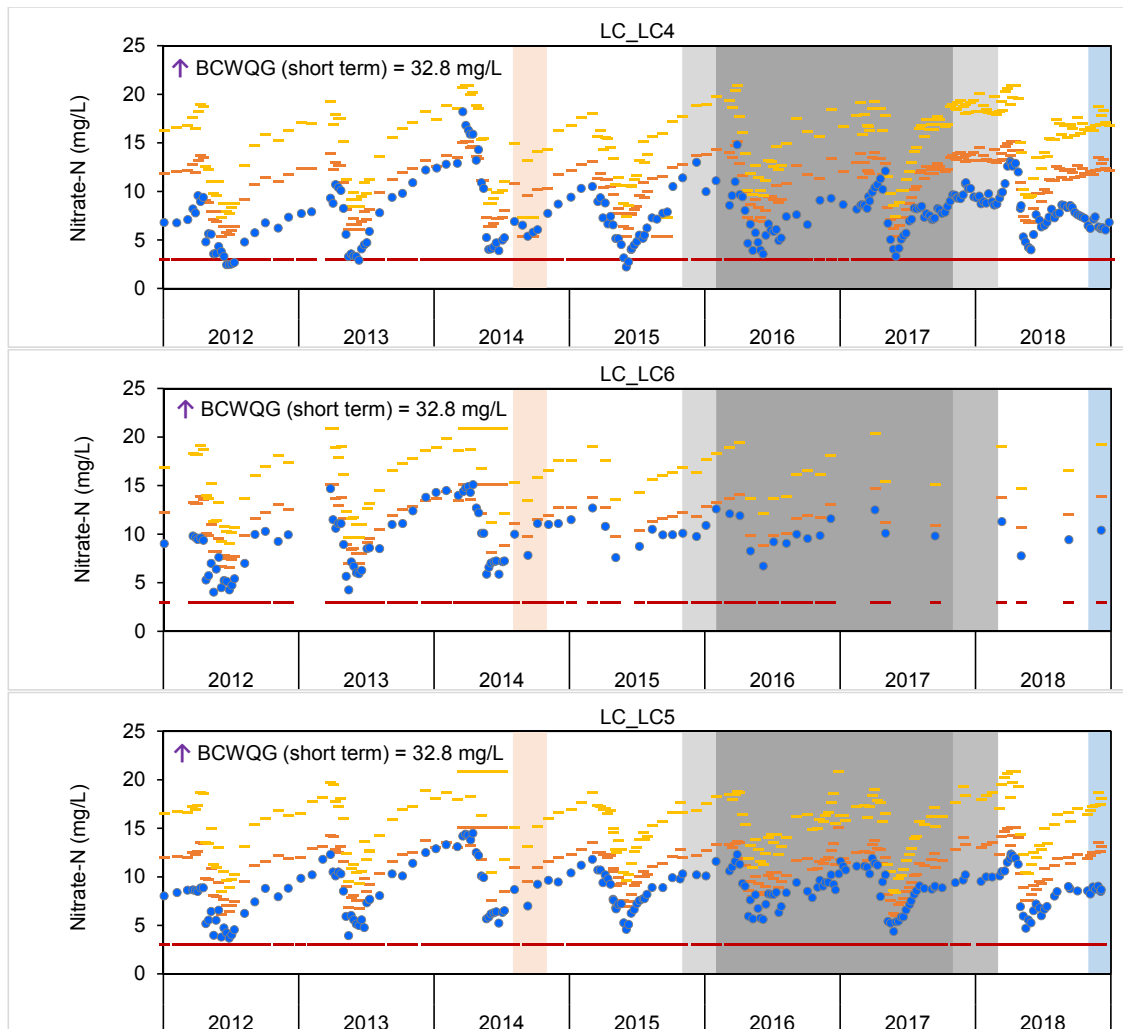 LC_LC4
↑ BCWQG (short term) = 32.8 mg/L
Nitrate-N (mg/L)
25
20
15
10
5
0
2012 2013 2014 2015 2016 2017 2018
LC_LC6
↑ BCWQG (short term) = 32.8 mg/L
Nitrate-N (mg/L)
25
20
15
10
5
0
2012 2013 2014 2015 2016 2017 2018
LC_LC5
↑ BCWQG (short term) = 32.8 mg/L
Nitrate-N (mg/L)
25
20
15
10
5
0
2012 2013 2014 2015 2016 2017 2018